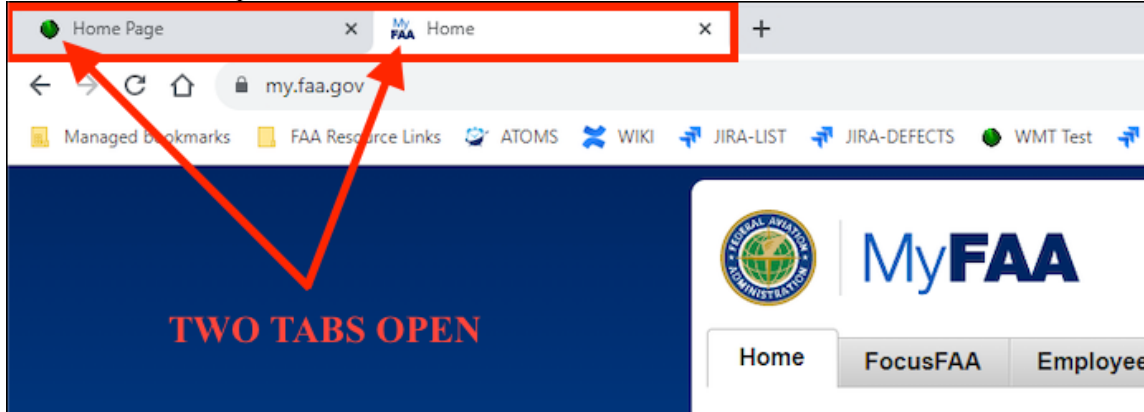 Home Page
My FAA Home
my.faa.gov
Managed Bookmarks FAA Resource Links ATOMS WIKI JIRA-LIST JIRA-DEFECTS WMT Test
FEDERAL AVIATION ADMINISTRATION
MyFAA
TWO TABS OPEN
Home FocusFAA Employee